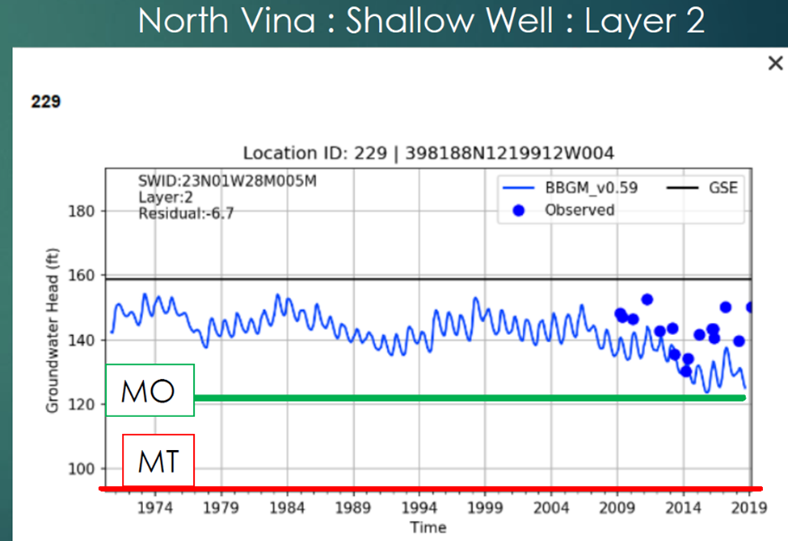 North Vina : Shallow Well : Layer 2
×
229
Location ID: 229 | 398188N1219912W004
SWID:23N01W28M005M
Layer:2
Residual:-6.7
BBGM_v0.59
GSE
Observed
Groundwater Head (ft)
180
160
140
120
100
MO
MT
1974 1979 1984 1989 1994 1999 2004 2009 2014 2019
Time